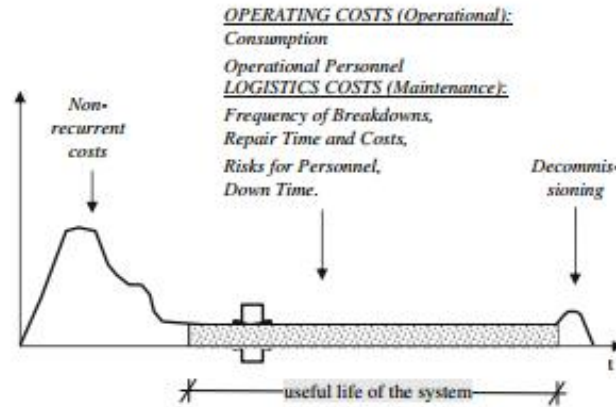 OPERATING COSTS (Operational):
Consumption
Operational Personnel
LOGISTICS COSTS (Maintenance):
Frequency of Breakdowns,
Repair Time and Costs,
Risks for Personnel,
Down Time.
Non-
recurrent
costs
Decommis-
sioning
t
useful life of the system